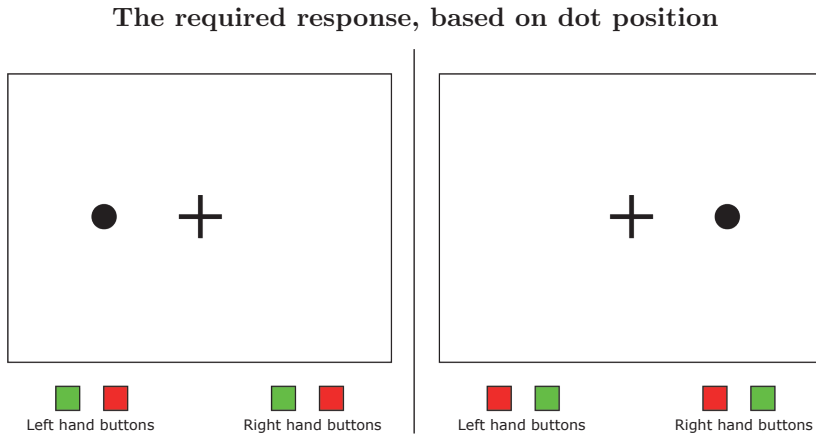 The required response, based on dot position
Left hand buttons
Right hand buttons
Left hand buttons
Right hand buttons